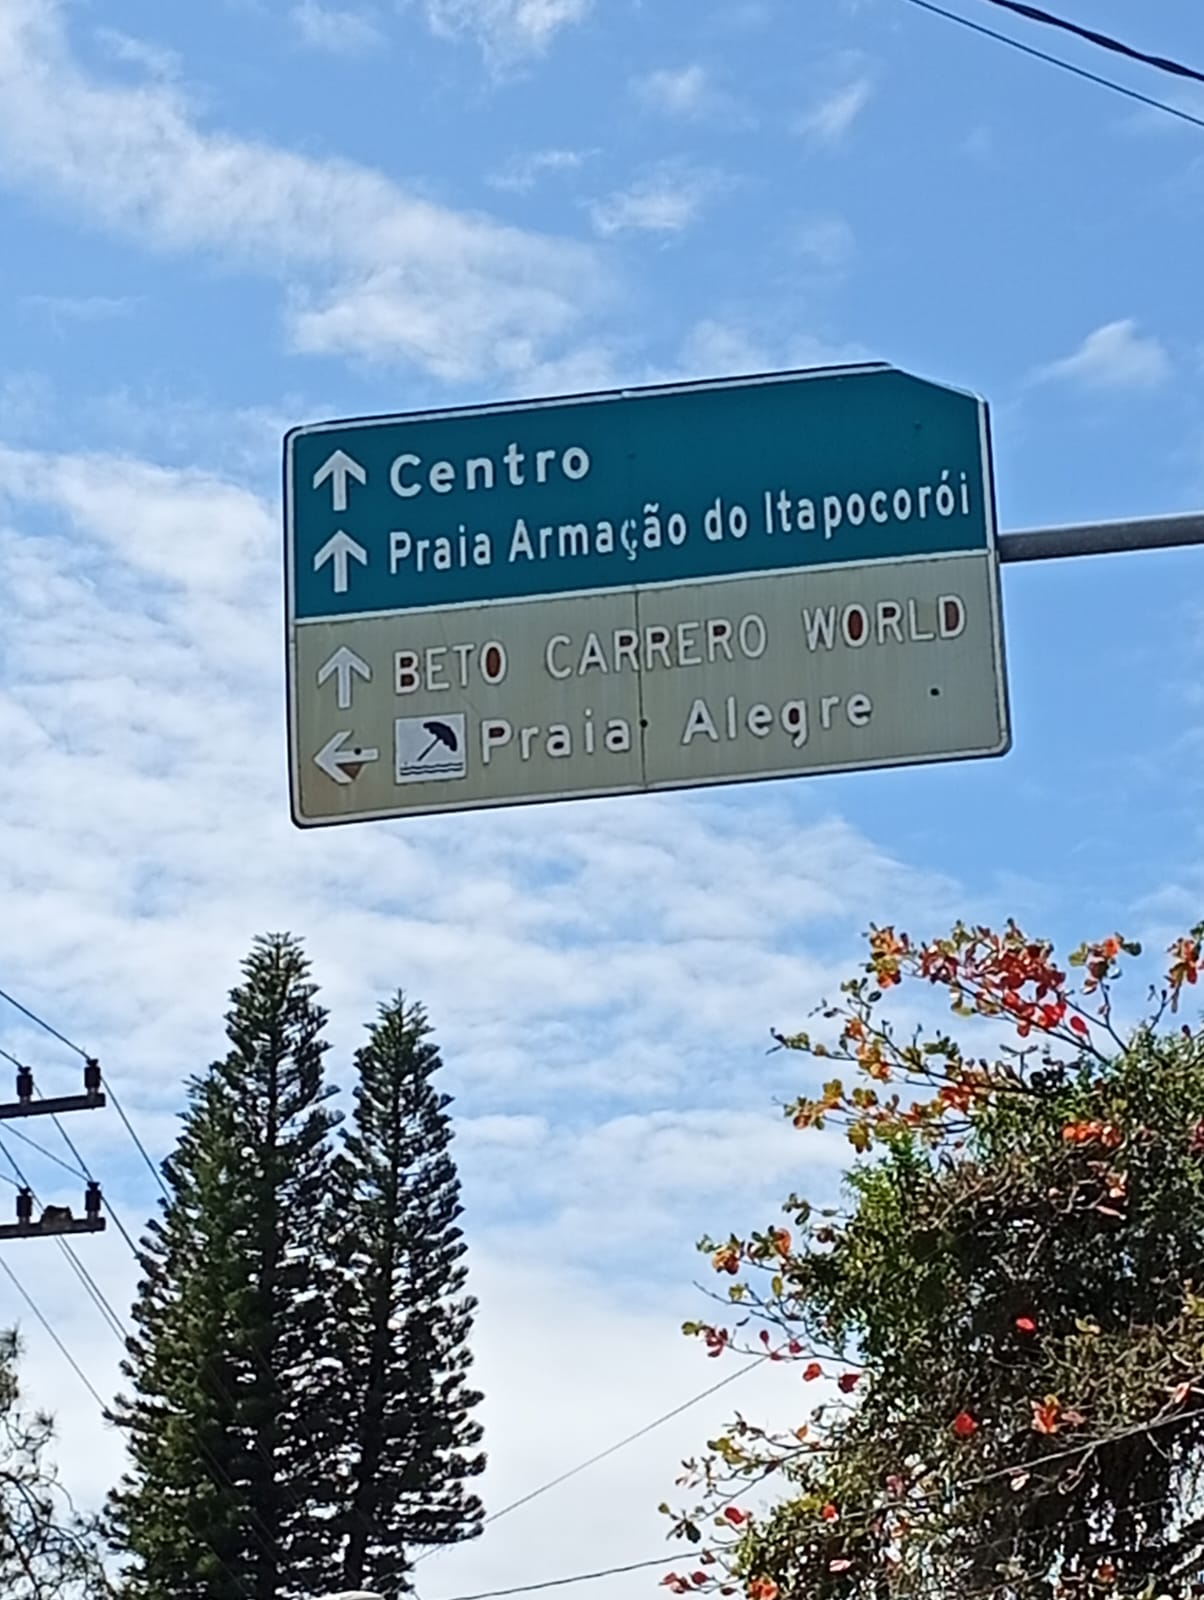 Centro
Praia Armação do Itapocorói
BETO CARRERO WORLD
Praia Alegre